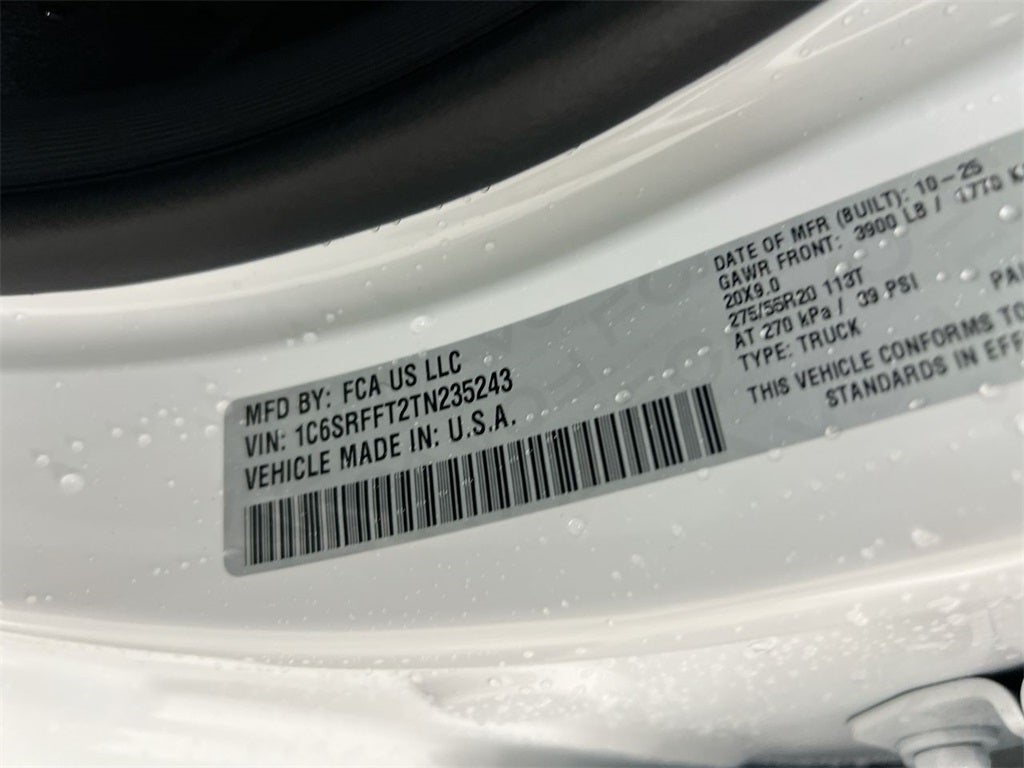 MFD BY: FCA US LLC
VIN: 1C6SRFFT2TN235243
VEHICLE MADE IN: U.S.A.
DATE OF MFR (BUILT): 10-25
GAWR FRONT: 3900 LB / 1770 K
20X9.0
275/55R20 113T
AT 270 kPa / 39 PSI
TYPE: TRUCK
PAI
THIS VEHICLE CONFORMS TO
STANDARDS IN EFF